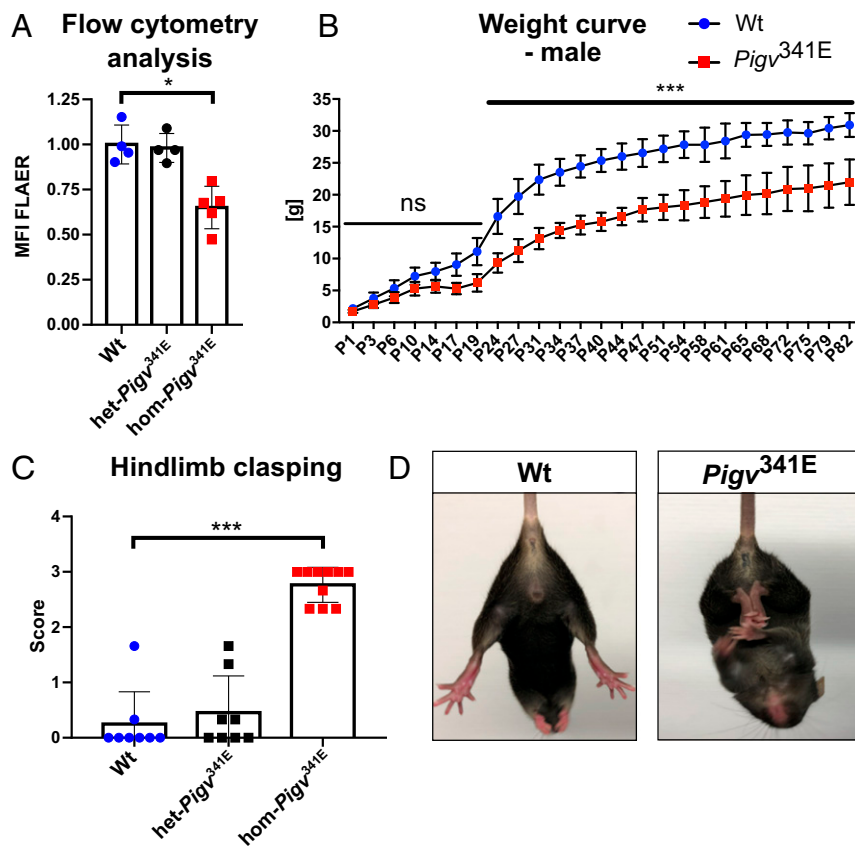 A
Flow cytometry
analysis
*
1.25
1.00
0.75
0.50
0.25
0.00
MFI FLAER
Wt
het-Pigv341E
hom-Pigv341E
B
Weight curve
- male
Wt
Pigv341E
***
ns
35
30
25
20
15
10
5
0
[g]
P1
P3
P6
P10
P14
P17
P19
P24
P27
P31
P34
P37
P40
P44
P47
P51
P54
P58
P61
P65
P68
P72
P75
P79
P82
C
Hindlimb clasping
***
4
3
2
1
0
Score
Wt
het-Pigv341E
hom-Pigv341E
D
Wt
Pigv341E